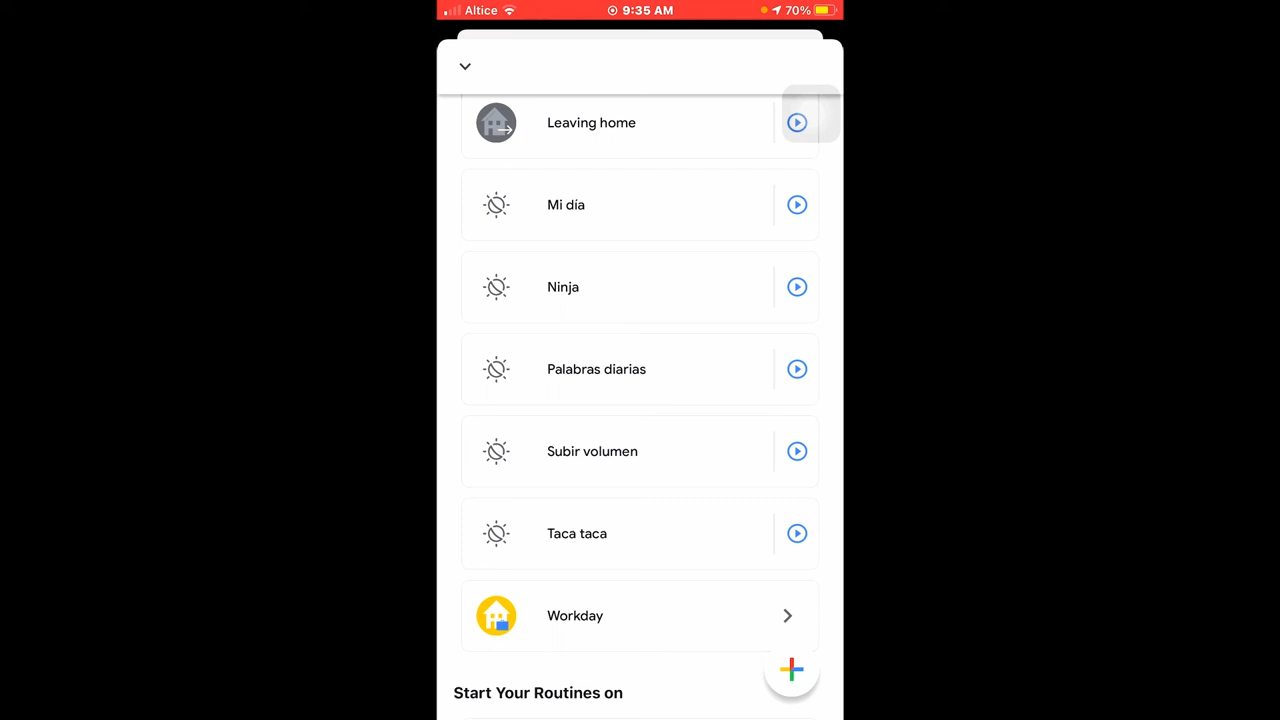 Altice 9:35 AM 70%
Leaving home
Mi día
Ninja
Palabras diarias
Subir volumen
Taca taca
Workday
Start Your Routines on